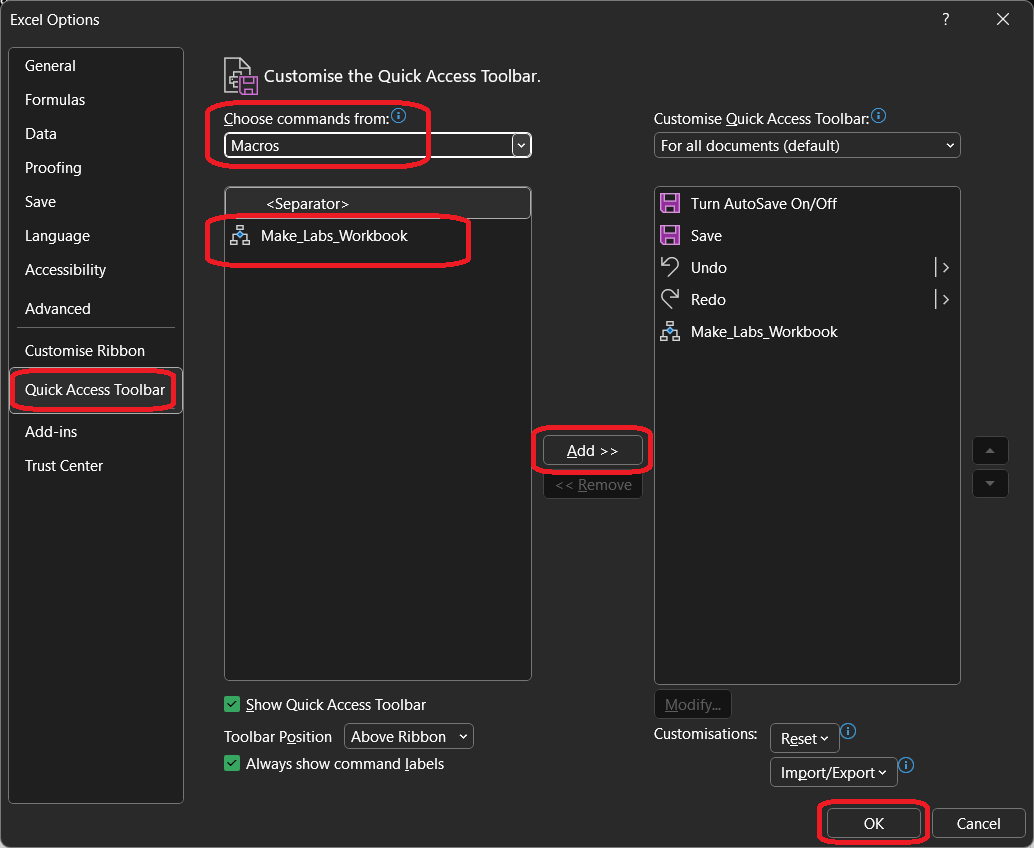 Excel Options
?
General
Formulas
Data
Proofing
Save
Language
Accessibility
Advanced
Customise Ribbon
Quick Access Toolbar
Add-ins
Trust Center
Customise the Quick Access Toolbar.
Choose commands from:
Macros
<Separator>
Make_Labs_Workbook
Add >>
<< Remove
Customise Quick Access Toolbar:
For all documents (default)
Turn AutoSave On/Off
Save
Undo
Redo
Make_Labs_Workbook
Show Quick Access Toolbar
Toolbar Position Above Ribbon
Always show command labels
Modify...
Customisations: Reset
Import/Export
OK
Cancel